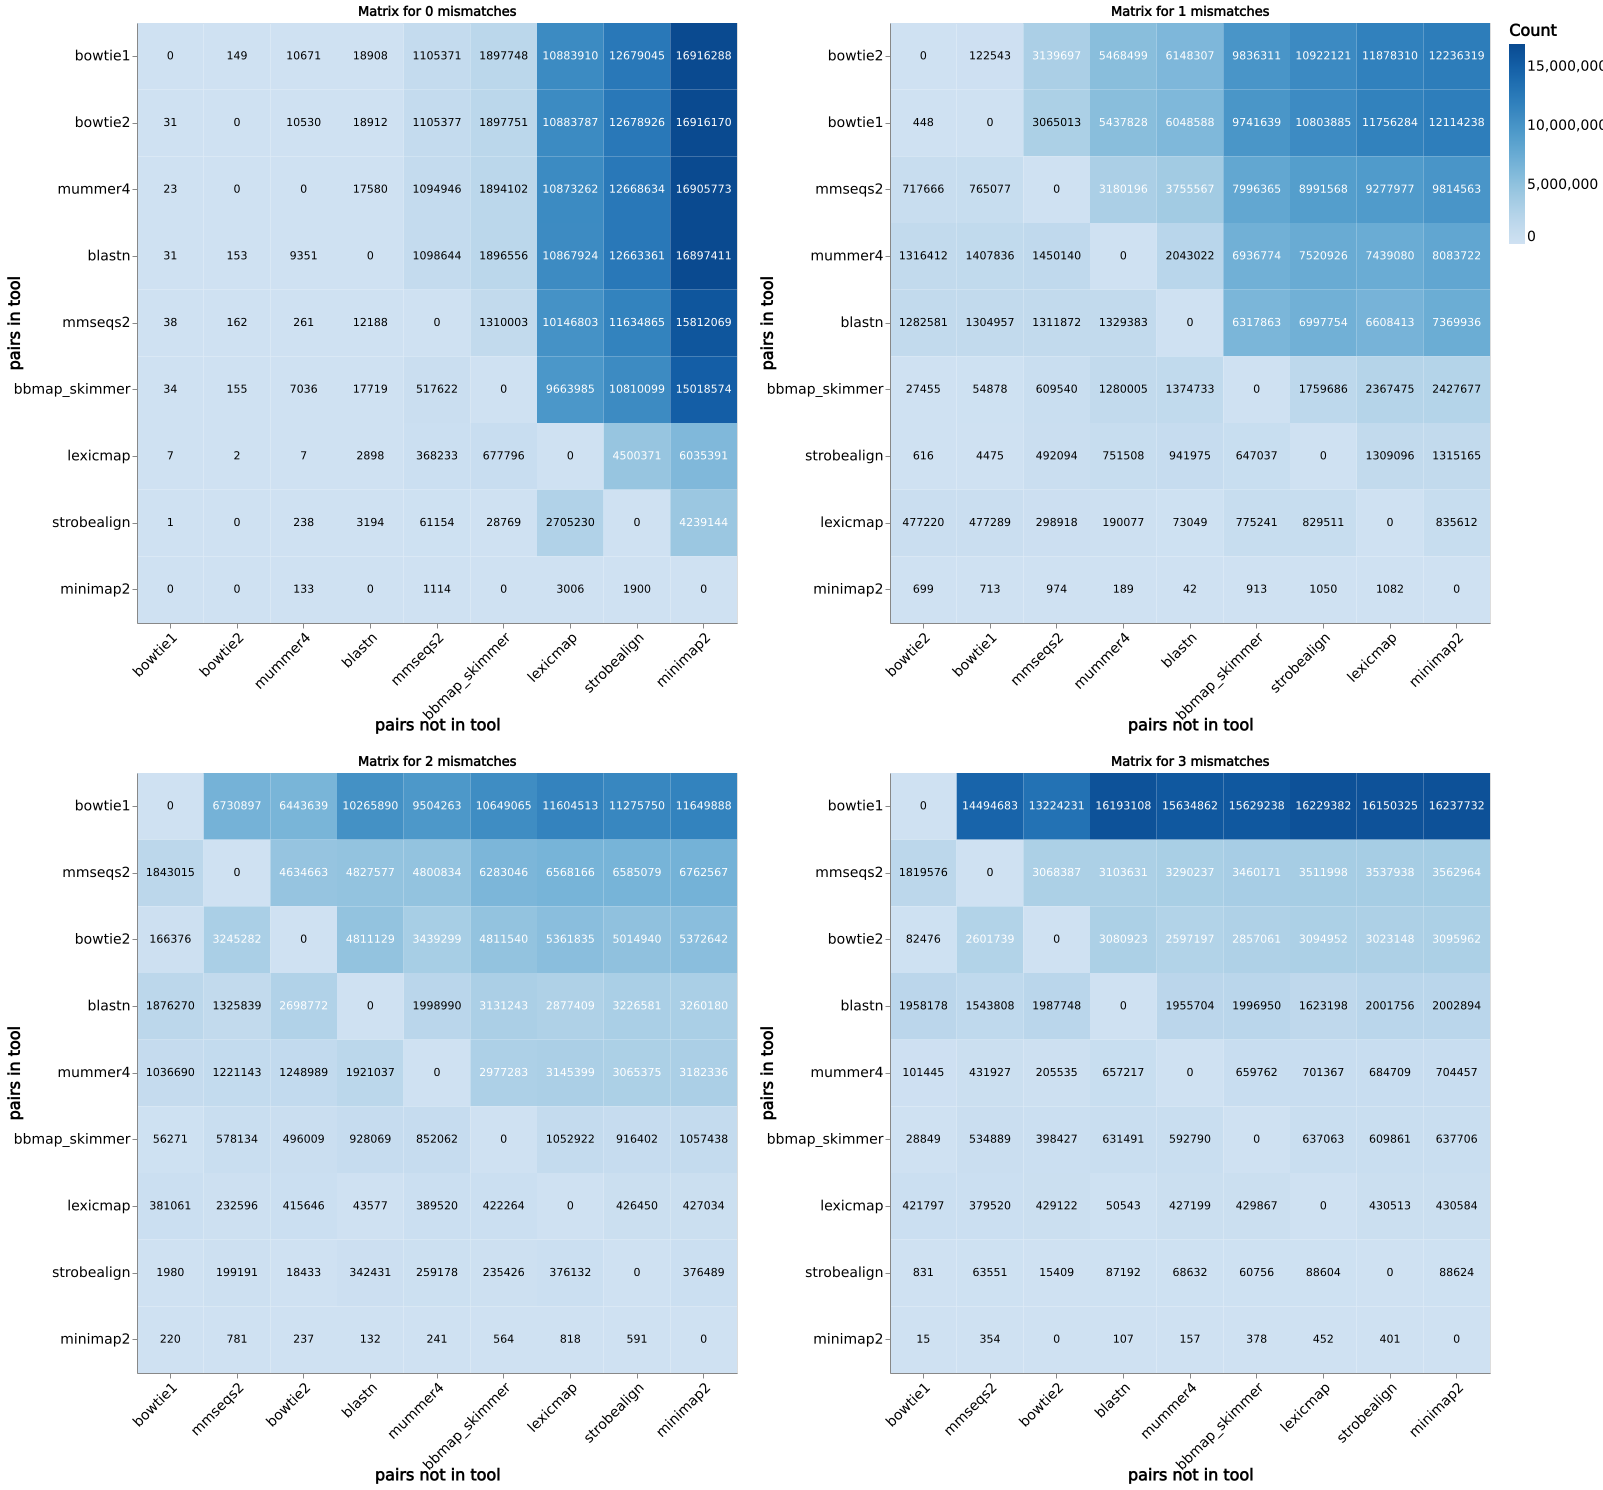 Matrix for 0 mismatches
pairs in tool
bowtie1 0 149 10671 18908 1105371 1897748 10883910 12679045 16916288
bowtie2 31 0 10530 18912 1105377 1897751 10883787 12678926 16916170
mummer4 23 0 0 17580 1094946 1894102 10873262 12668634 16905773
blastn 31 153 9351 0 1098644 1896556 10867924 12663361 16897411
mmseqs2 38 162 261 12188 0 1310003 10146803 11634865 15812069
bbmap_skimmer 34 155 7036 17719 517622 0 9663985 10810099 15018574
lexicmap 7 2 7 2898 368233 677796 0 4500371 6035391
strobealign 1 0 238 3194 61154 28769 2705230 0 4239144
minimap2 0 0 133 0 1114 0 3006 1900 0
bowtie1 bowtie2 mummer4 blastn mmseqs2 bbmap_skimmer lexicmap strobealign minimap2
pairs not in tool
Matrix for 1 mismatches
pairs in tool
bowtie2 0 122543 3139697 5468499 6148307 9836311 10922121 11878310 12236319
bowtie1 448 0 3065013 5437828 6048588 9741639 10803885 11756284 12114238
mmseqs2 717666 765077 0 3180196 3755567 7996365 8991568 9277977 9814563
mummer4 1316412 1407836 1450140 0 2043022 6936774 7520926 7439080 8083722
blastn 1282581 1304957 1311872 1329383 0 6317863 6997754 6608413 7369936
bbmap_skimmer 27455 54878 609540 1280005 1374733 0 1759686 2367475 2427677
strobealign 616 4475 492094 751508 941975 647037 0 1309096 1315165
lexicmap 477220 477289 298918 190077 73049 775241 829511 0 835612
minimap2 699 713 974 189 42 913 1050 1082 0
bowtie2 bowtie1 mmseqs2 mummer4 blastn bbmap_skimmer strobealign lexicmap minimap2
pairs not in tool
Count
15,000,000
10,000,000
5,000,000
0
Matrix for 2 mismatches
pairs in tool
bowtie1 0 6730897 6443639 10265890 9504263 10649065 11604513 11275750 11649888
mmseqs2 1843015 0 4634663 4827577 4800834 6283046 6568166 6585079 6762567
bowtie2 166376 3245282 0 4811129 3439299 4811540 5361835 5014940 5372642
blastn 1876270 1325839 2698772 0 1998990 3131243 2877409 3226581 3260180
mummer4 1036690 1221143 1248989 1921037 0 2977283 3145399 3065375 3182336
bbmap_skimmer 56271 578134 496009 928069 852062 0 1052922 916402 1057438
lexicmap 381061 232596 415646 43577 389520 422264 0 426450 427034
strobealign 1980 199191 18433 342431 259178 235426 376132 0 376489
minimap2 220 781 237 132 241 564 818 591 0
bowtie1 mmseqs2 bowtie2 blastn mummer4 bbmap_skimmer lexicmap strobealign minimap2
pairs not in tool
Matrix for 3 mismatches
pairs in tool
bowtie1 0 14494683 13224231 16193108 15634862 15629238 16229382 16150325 16237732
mmseqs2 1819576 0 3068387 3103631 3290237 3460171 3511998 3537938 3562964
bowtie2 82476 2601739 0 3080923 2597197 2857061 3094952 3023148 3095962
blastn 1958178 1543808 1987748 0 1955704 1996950 1623198 2001756 2002894
mummer4 101445 431927 205535 657217 0 659762 701367 684709 704457
bbmap_skimmer 28849 534889 398427 631491 592790 0 637063 609861 637706
lexicmap 421797 379520 429122 50543 427199 429867 0 430513 430584
strobealign 831 63551 15409 87192 68632 60756 88604 0 88624
minimap2 15 354 0 107 157 378 452 401 0
bowtie1 mmseqs2 bowtie2 blastn mummer4 bbmap_skimmer lexicmap strobealign minimap2
pairs not in tool